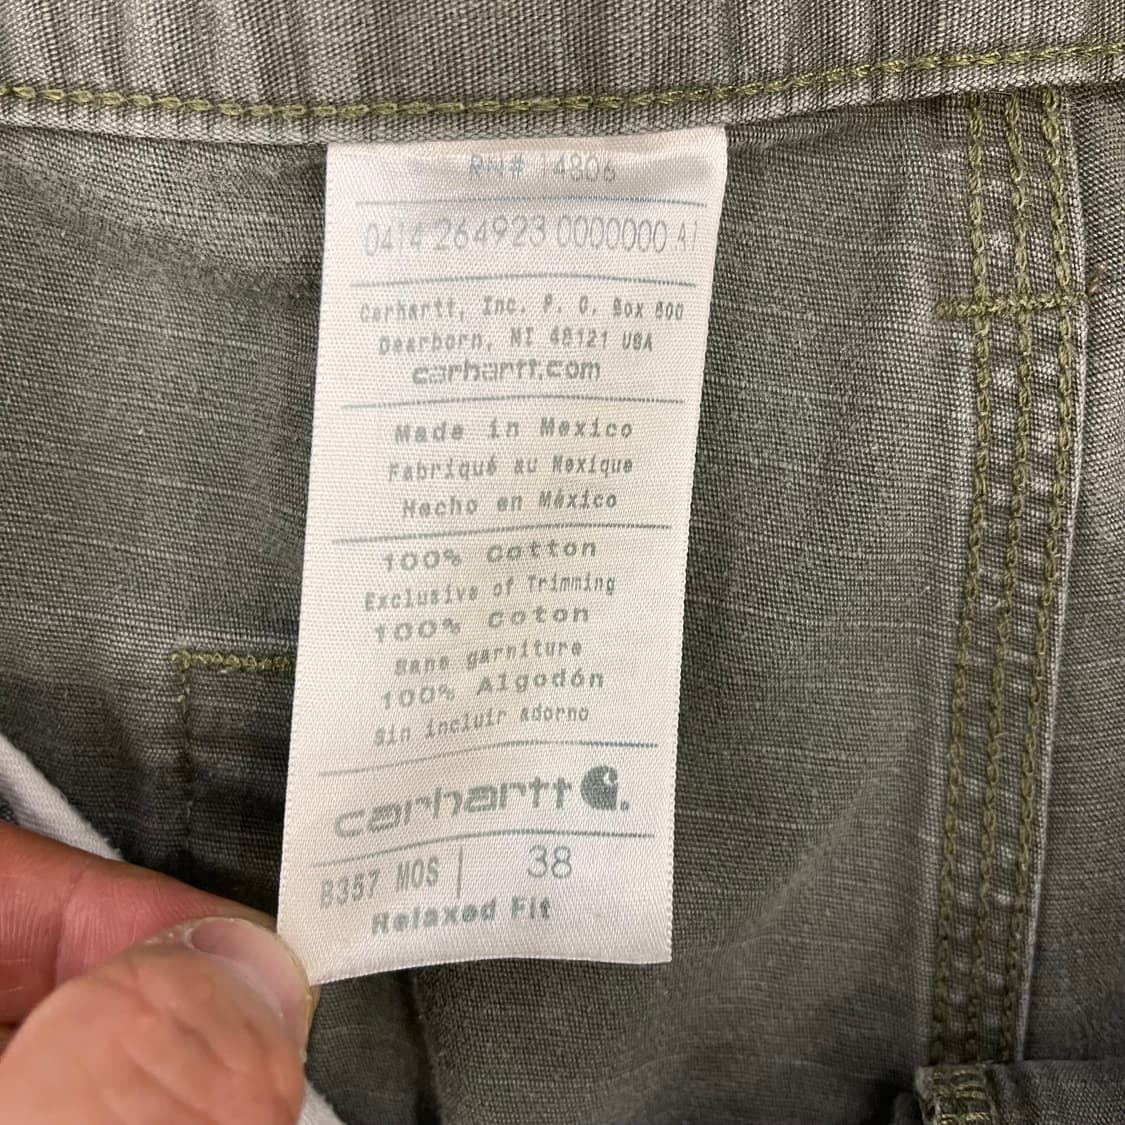 RN# 14806
0414 264923 0000000 A1
Carhartt, Inc. P. O. Box 600
Dearborn, MI 48121 USA
carhartt.com
Made in Mexico
Fabriqué au Mexique
Hecho en México
100% Cotton
Exclusive of Trimming
100% Coton
Sans garniture
100% Algodón
Sin incluir adorno
carhartt
B357 MOS | 38
Relaxed Fit